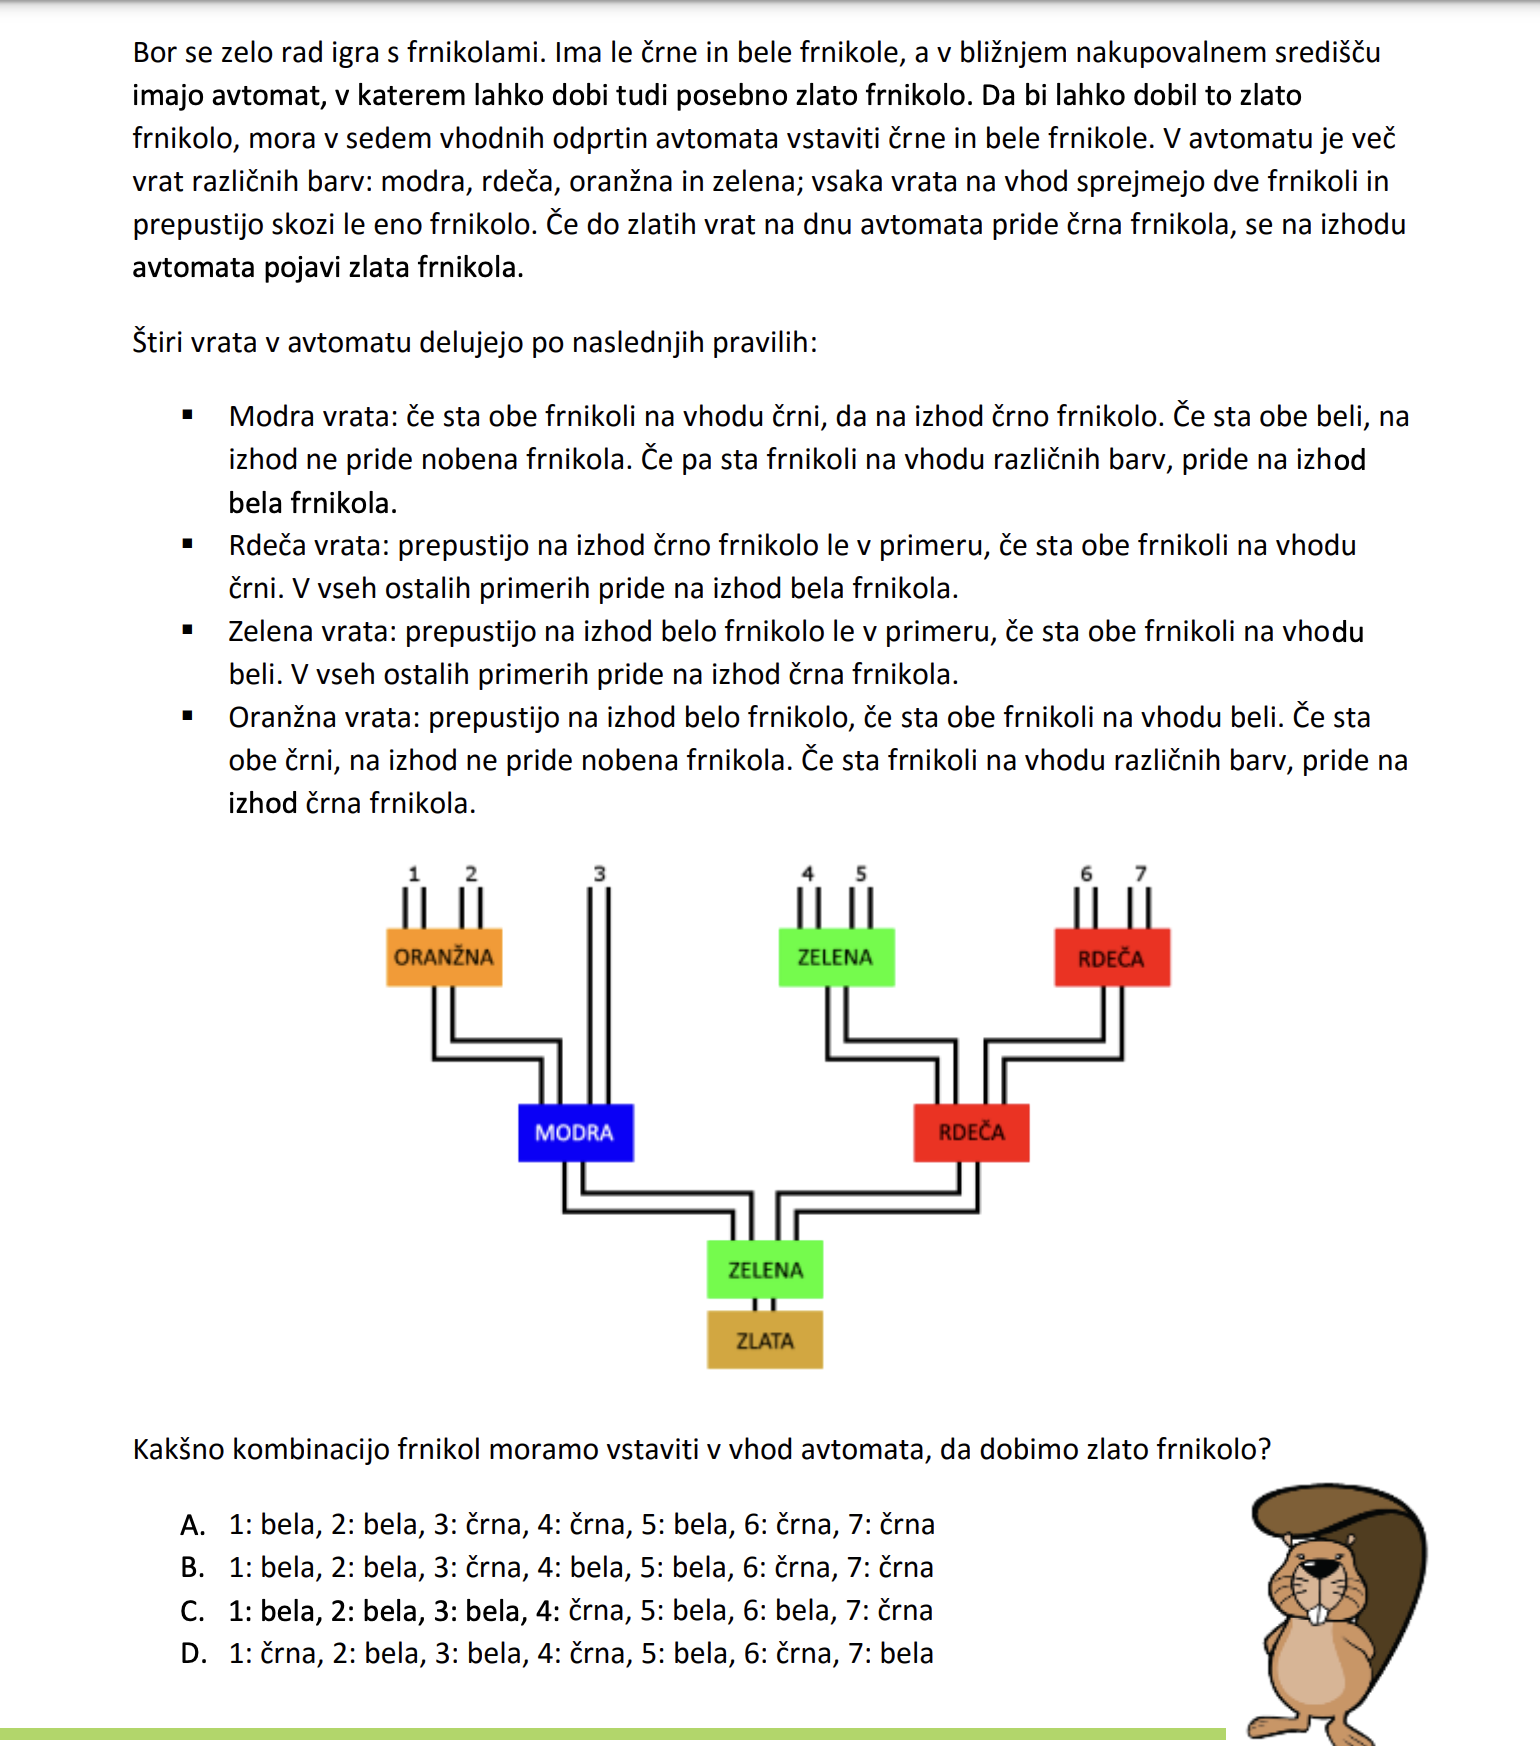 Bor se zelo rad igra s frnikolami. Ima le črne in bele frnikole, a v bližnjem nakupovalnem središču
imajo avtomat, v katerem lahko dobi tudi posebno zlato frnikolo. Da bi lahko dobil to zlato
frnikolo, mora v sedem vhodnih odprtin avtomata vstaviti črne in bele frnikole. V avtomatu je več
vrat različnih barv: modra, rdeča, oranžna in zelena; vsaka vrata na vhod sprejmejo dve frnikoli in
prepustijo skozi le eno frnikolo. Če do zlatih vrat na dnu avtomata pride črna frnikola, se na izhodu
avtomata pojavi zlata frnikola.
Štiri vrata v avtomatu delujejo po naslednjih pravilih:
▪ Modra vrata: če sta obe frnikoli na vhodu črni, da na izhod črno frnikolo. Če sta obe beli, na
izhod ne pride nobena frnikola. Če pa sta frnikoli na vhodu različnih barv, pride na izhod
bela frnikola.
▪ Rdeča vrata: prepustijo na izhod črno frnikolo le v primeru, če sta obe frnikoli na vhodu
črni. V vseh ostalih primerih pride na izhod bela frnikola.
▪ Zelena vrata: prepustijo na izhod belo frnikolo le v primeru, če sta obe frnikoli na vhodu
beli. V vseh ostalih primerih pride na izhod črna frnikola.
▪ Oranžna vrata: prepustijo na izhod belo frnikolo, če sta obe frnikoli na vhodu beli. Če sta
obe črni, na izhod ne pride nobena frnikola. Če sta frnikoli na vhodu različnih barv, pride na
izhod črna frnikola.
1 2 3 4 5 6 7
ORANŽNA ZELENA RDEČA
MODRA RDEČA
ZELENA
ZLATA
Kakšno kombinacijo frnikol moramo vstaviti v vhod avtomata, da dobimo zlato frnikolo?
A. 1: bela, 2: bela, 3: črna, 4: črna, 5: bela, 6: črna, 7: črna
B. 1: bela, 2: bela, 3: črna, 4: bela, 5: bela, 6: črna, 7: črna
C. 1: bela, 2: bela, 3: bela, 4: črna, 5: bela, 6: bela, 7: črna
D. 1: črna, 2: bela, 3: bela, 4: črna, 5: bela, 6: črna, 7: bela